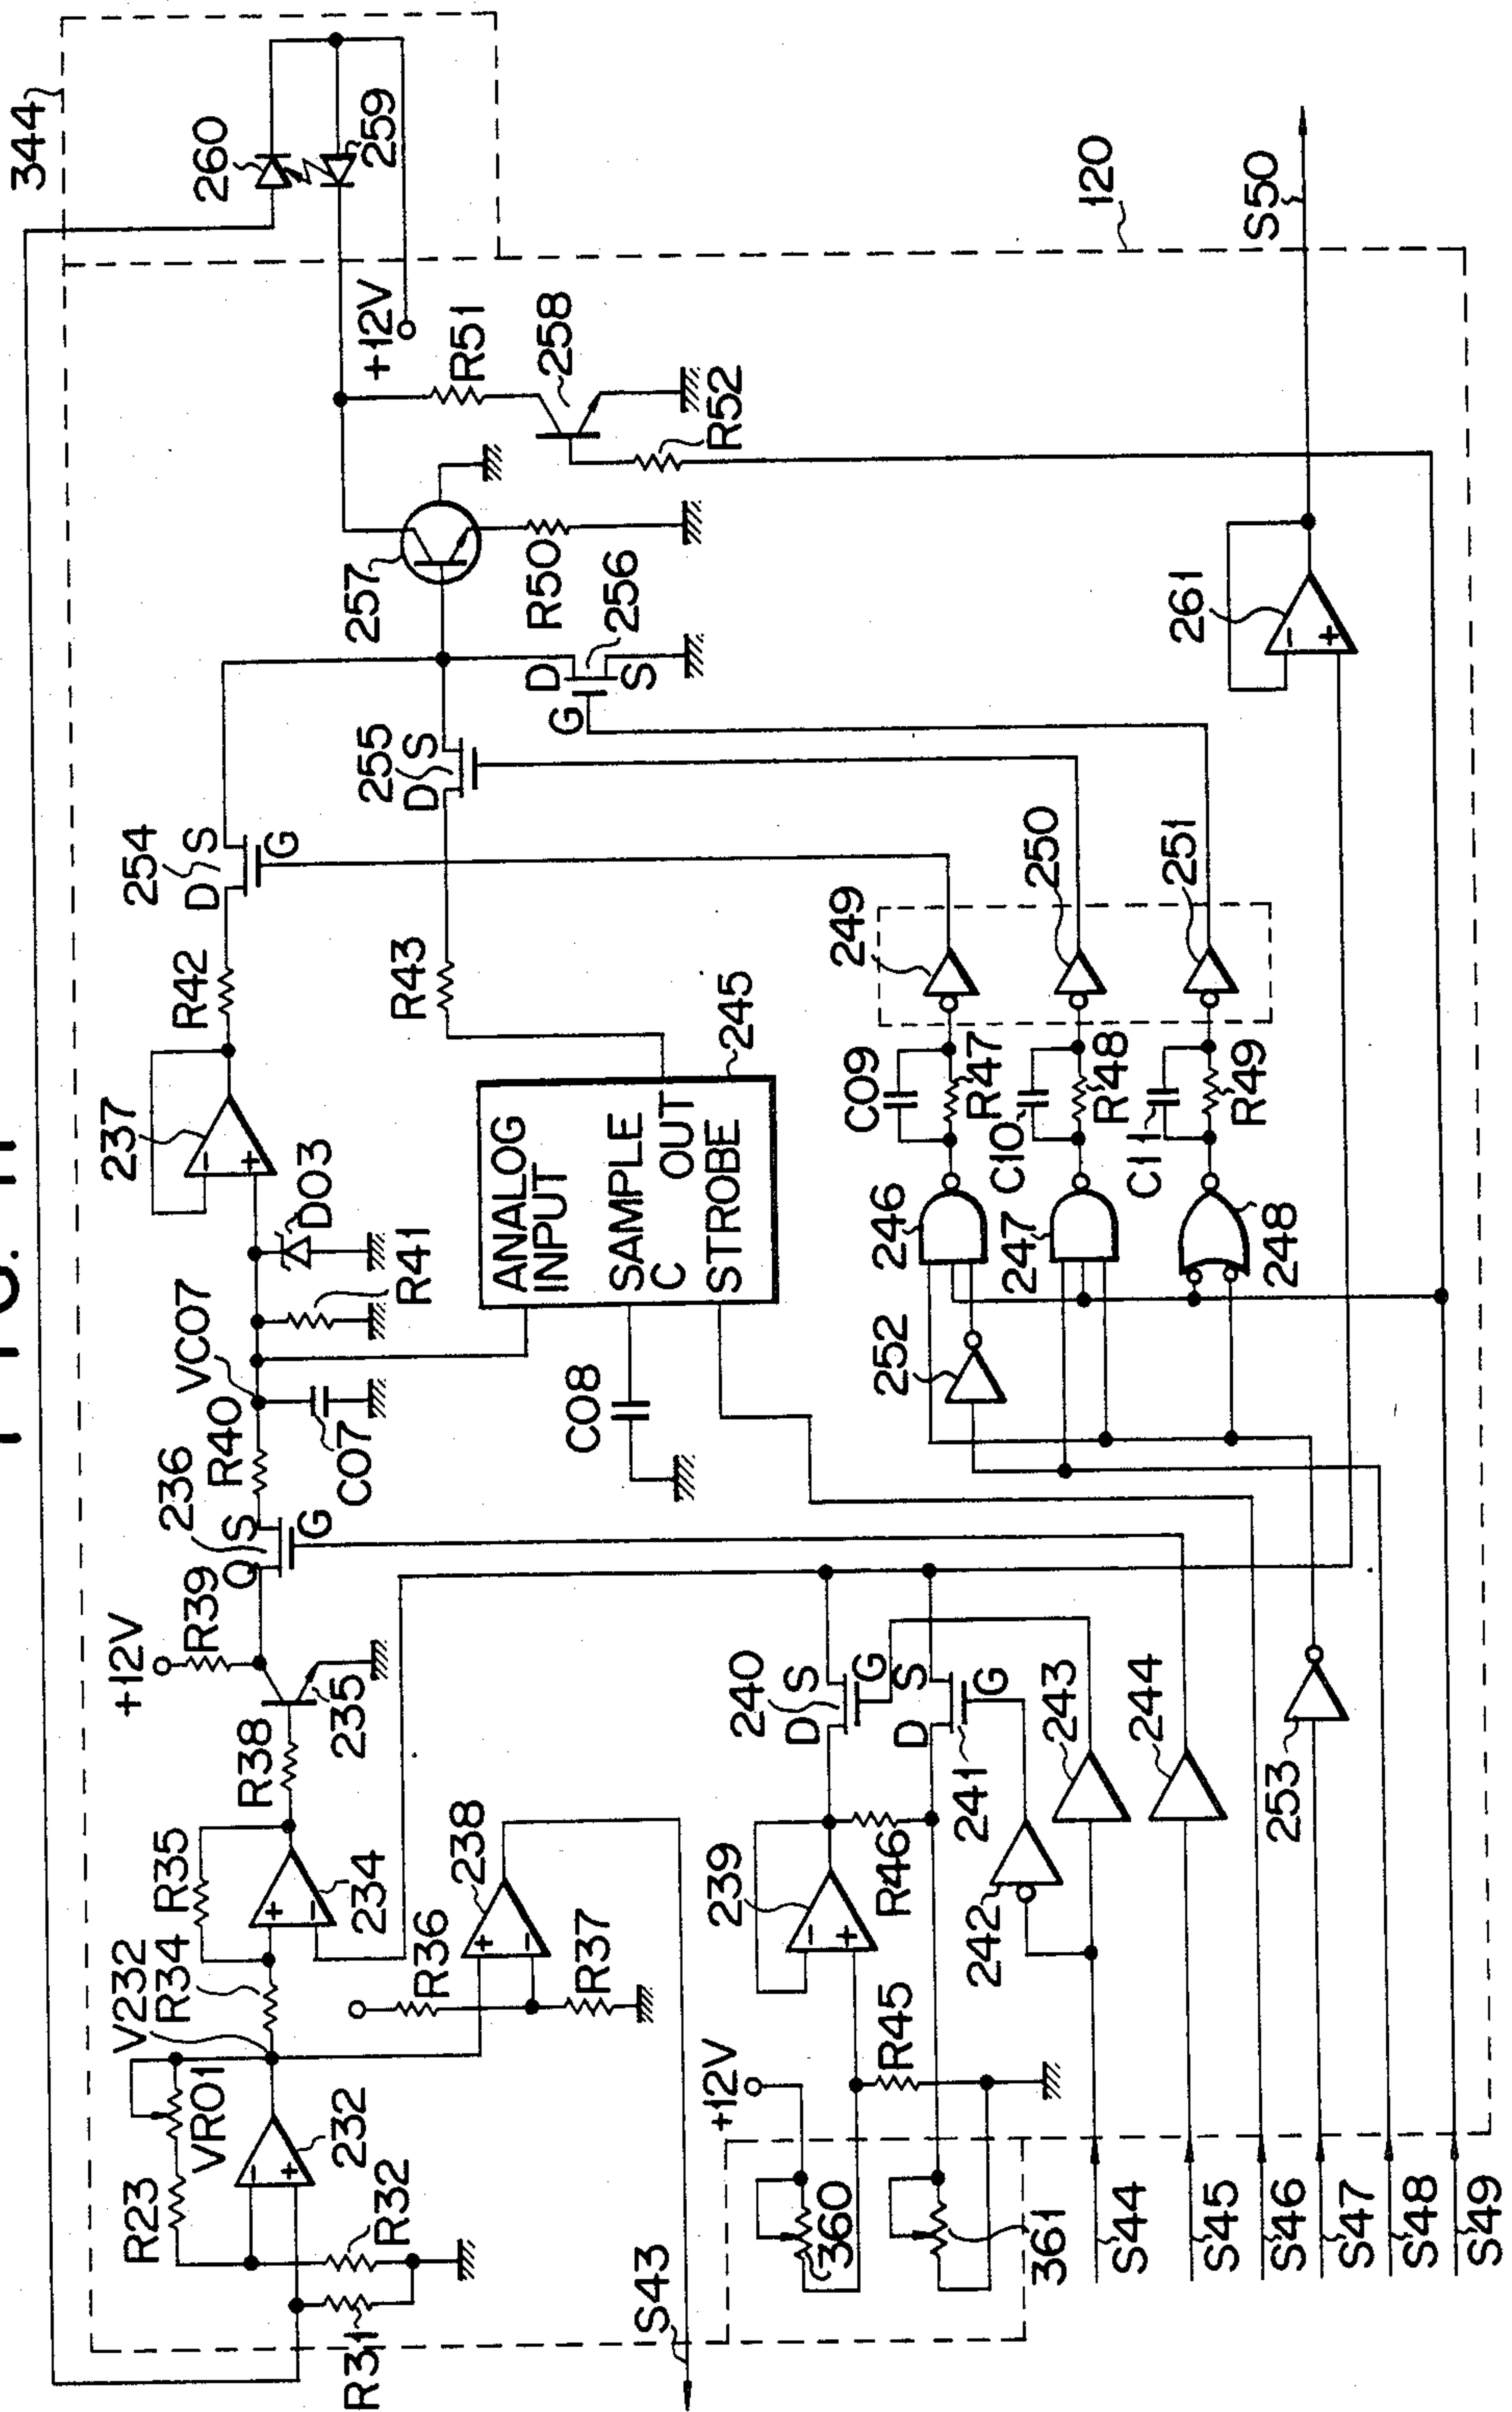 344
260
259
+12V
R51
258
R52
257
R50
256
D
S
G
255
D S
254
D S
G
R42
R43
237
-
+
D03
R41
VC07
R40
C07
236
Q S
G
R39
+12V
235
R38
ANALOG
INPUT
SAMPLE
C OUT
STROBE
245
C08
249
250
251
C09
R47
C10
R48
C11
R49
246
247
248
252
120
S50
261
-
+
R35
234
+
-
R34
V232
238
+
-
R36
R37
VR01
R23
232
-
+
R32
R31
S43
240
D S
G
D S
G
241
239
-
+
R46
R45
242
243
244
253
+12V
360
361
S44
S45
S46
S47
S48
S49